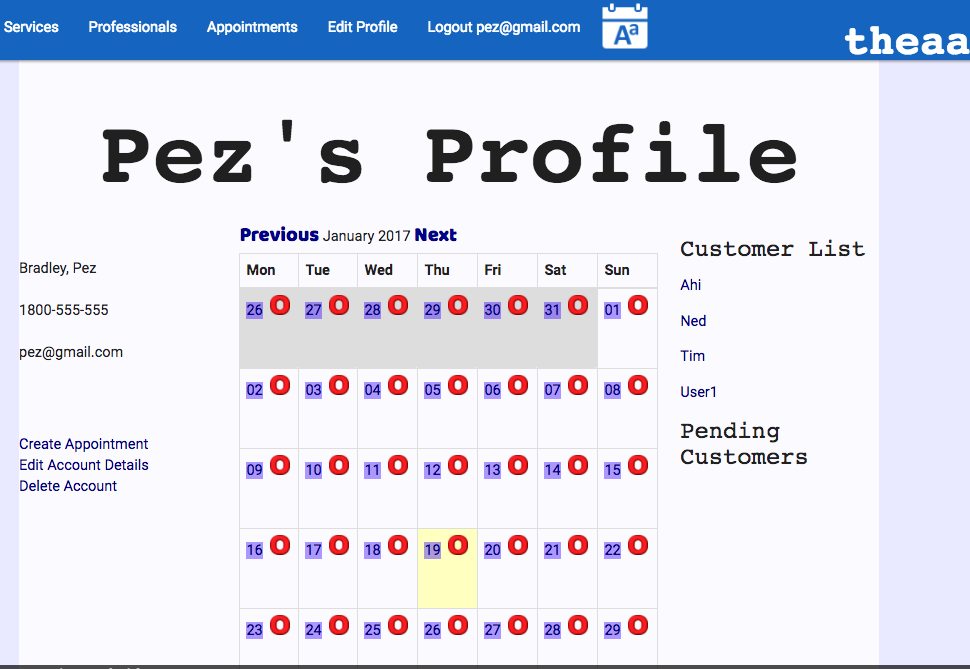 Services Professionals Appointments Edit Profile Logout pez@gmail.com Aa theaa
Pez's Profile
Previous January 2017 Next
Bradley, Pez
1800-555-555
pez@gmail.com
Create Appointment
Edit Account Details
Delete Account
Mon Tue Wed Thu Fri Sat Sun
26 0 27 0 28 0 29 0 30 0 31 0 01 0
02 0 03 0 04 0 05 0 06 0 07 0 08 0
09 0 10 0 11 0 12 0 13 0 14 0 15 0
16 0 17 0 18 0 19 0 20 0 21 0 22 0
23 0 24 0 25 0 26 0 27 0 28 0 29 0
Customer List
Ahi
Ned
Tim
User1
Pending
Customers